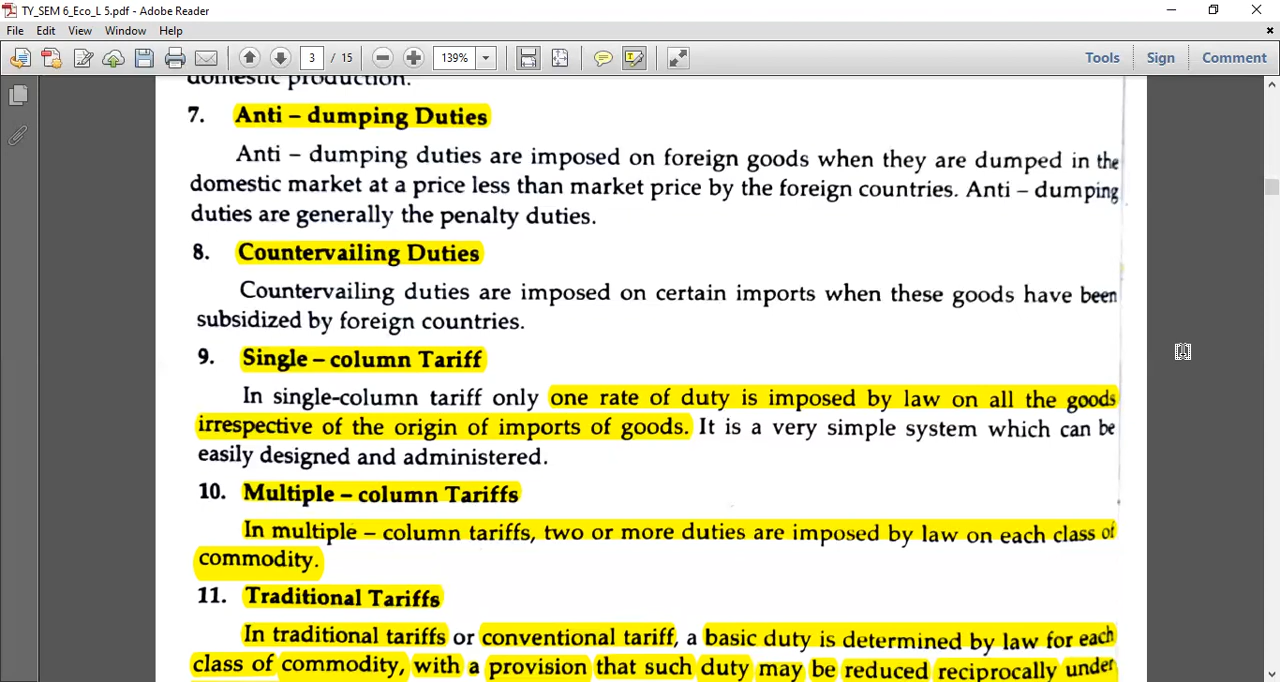 TY_SEM 6_Eco_L 5.pdf - Adobe Reader
File Edit View Window Help
3 / 15 139% Tools Sign Comment
domestic production.
7. Anti – dumping Duties
Anti – dumping duties are imposed on foreign goods when they are dumped in the
domestic market at a price less than market price by the foreign countries. Anti – dumping
duties are generally the penalty duties.
8. Countervailing Duties
Countervailing duties are imposed on certain imports when these goods have been
subsidized by foreign countries.
9. Single – column Tariff
In single-column tariff only one rate of duty is imposed by law on all the goods
irrespective of the origin of imports of goods. It is a very simple system which can be
easily designed and administered.
10. Multiple – column Tariffs
In multiple – column tariffs, two or more duties are imposed by law on each class of
commodity.
11. Traditional Tariffs
In traditional tariffs or conventional tariff, a basic duty is determined by law for each
class of commodity, with a provision that such duty may be reduced reciprocally under